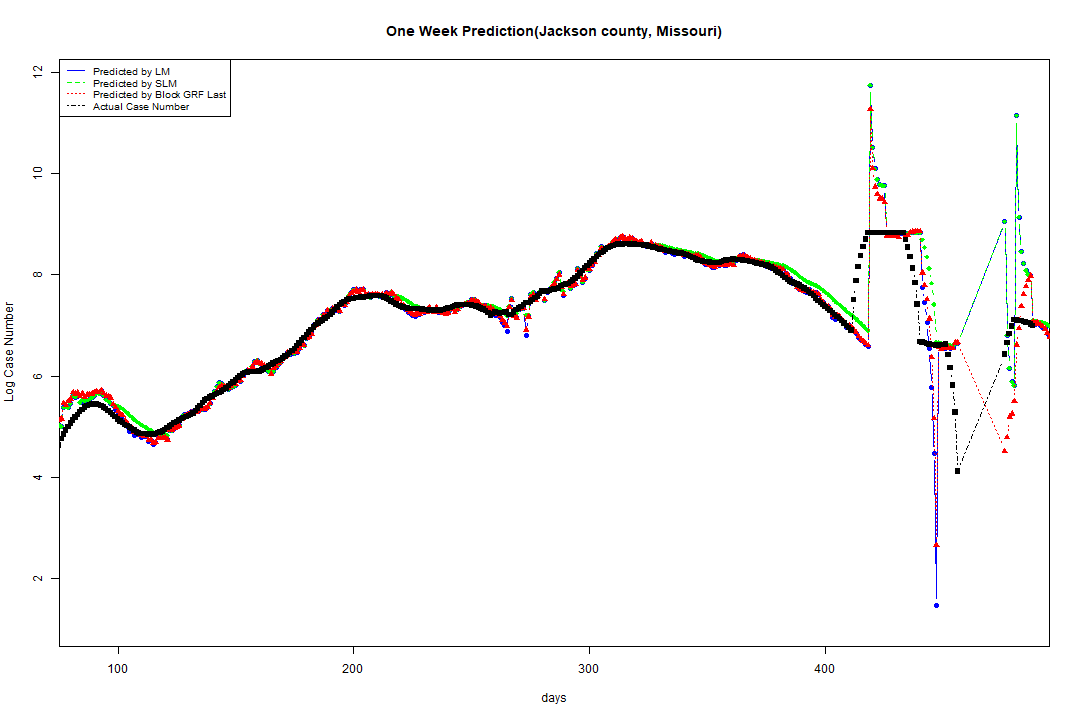 One Week Prediction(Jackson county, Missouri)
Predicted by LM
Predicted by SLM
Predicted by Block GRF Last
Actual Case Number
Log Case Number
12
10
8
6
4
2
100 200 300 400
days